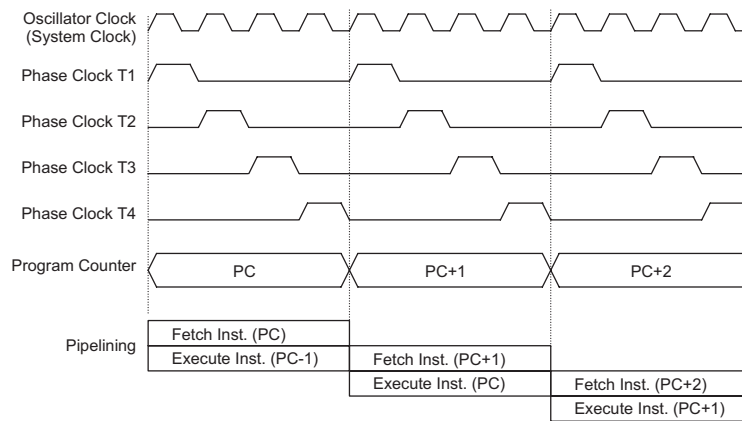 Oscillator Clock
(System Clock)
Phase Clock T1
Phase Clock T2
Phase Clock T3
Phase Clock T4
Program Counter
PC
PC+1
PC+2
Pipelining
Fetch Inst. (PC)
Execute Inst. (PC-1)
Fetch Inst. (PC+1)
Execute Inst. (PC)
Fetch Inst. (PC+2)
Execute Inst. (PC+1)